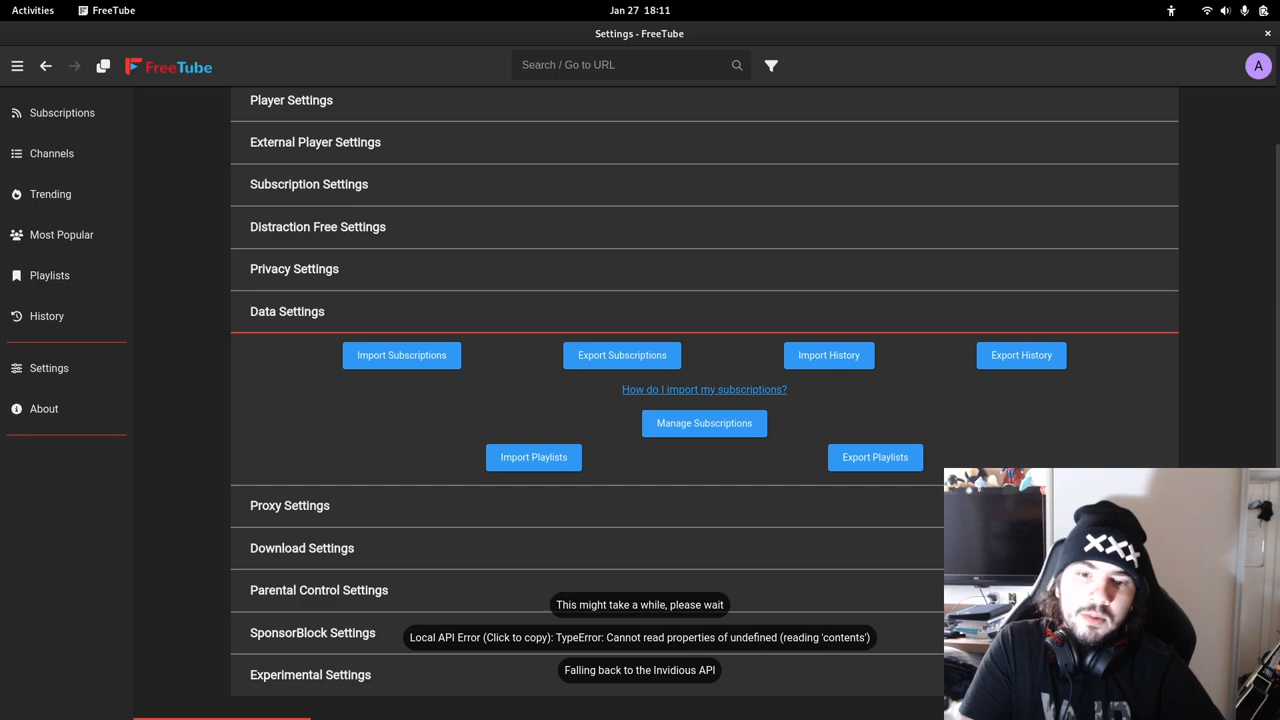 Activities
FreeTube
Jan 27 18:11
Settings - FreeTube
FreeTube
Search / Go to URL
A
Subscriptions
Channels
Trending
Most Popular
Playlists
History
Settings
About
Player Settings
External Player Settings
Subscription Settings
Distraction Free Settings
Privacy Settings
Data Settings
Import Subscriptions
Export Subscriptions
Import History
Export History
How do I import my subscriptions?
Manage Subscriptions
Import Playlists
Export Playlists
Proxy Settings
Download Settings
Parental Control Settings
SponsorBlock Settings
Experimental Settings
This might take a while, please wait
Local API Error (Click to copy): TypeError: Cannot read properties of undefined (reading 'contents')
Falling back to the Invidious API
XXX